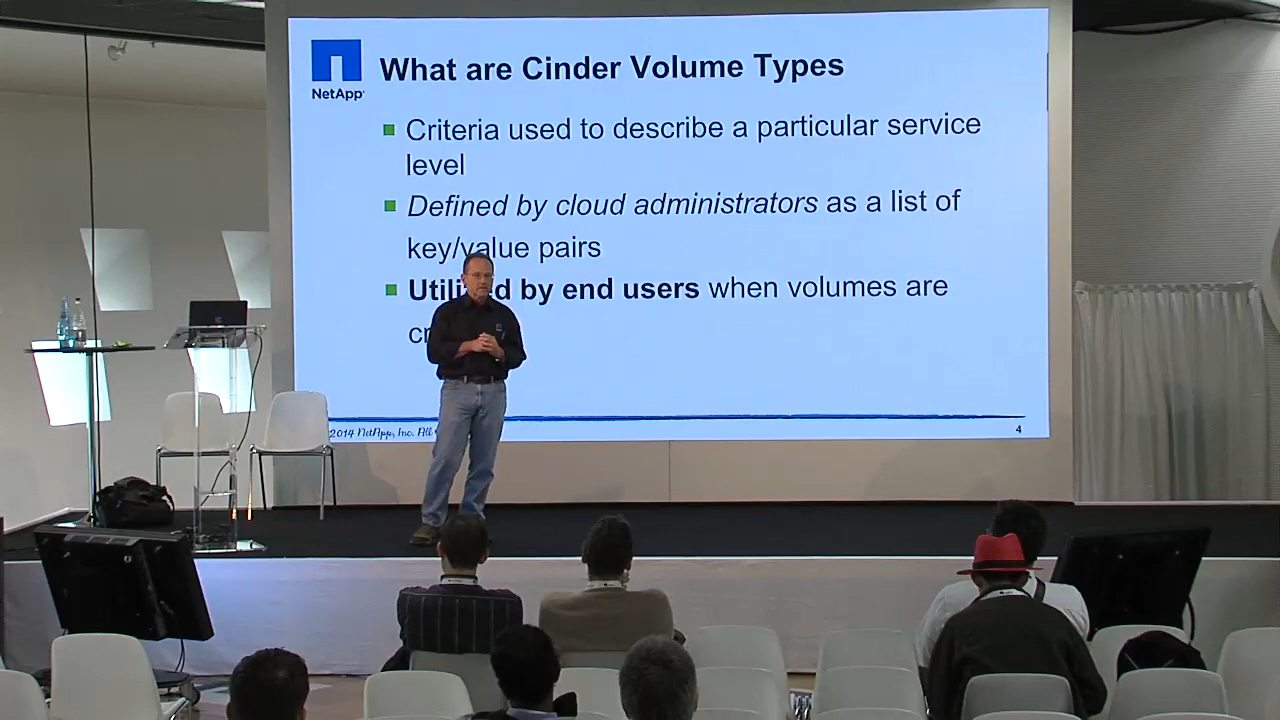 What are Cinder Volume Types
NetApp
Criteria used to describe a particular service
level
Defined by cloud administrators as a list of
key/value pairs
by end users when volumes are
2014 NetApp, Inc. All
4